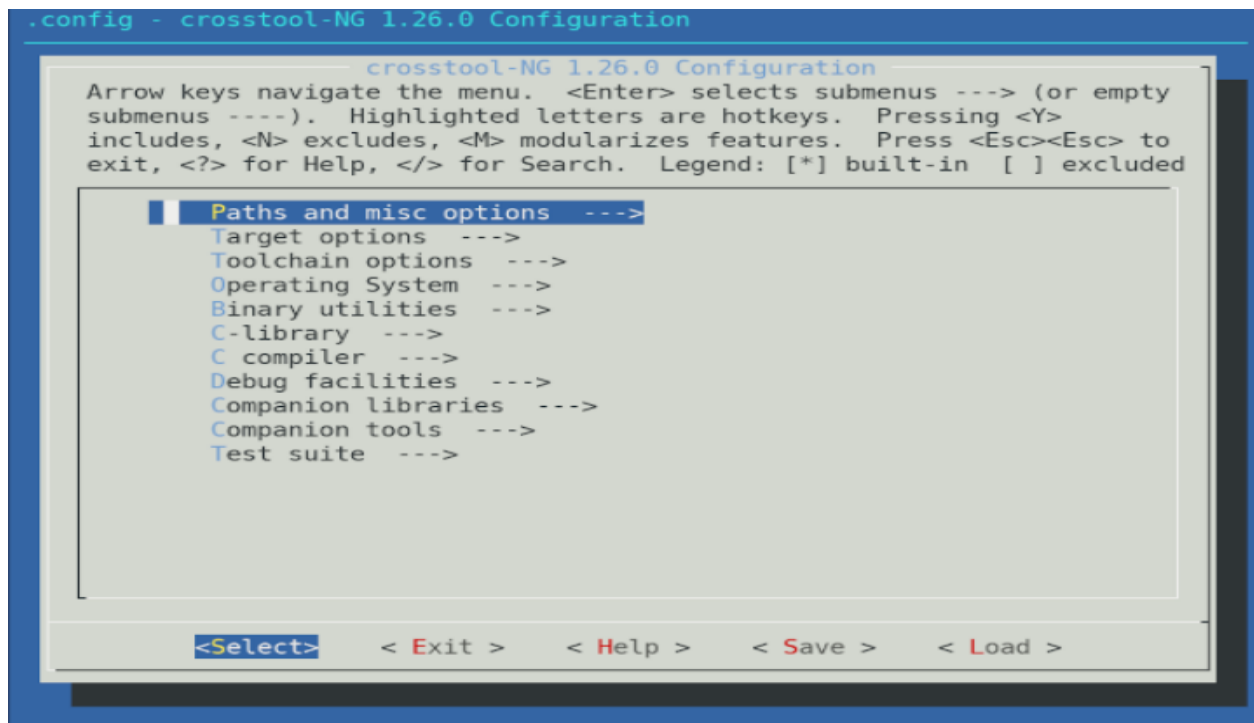 .config - crosstool-NG 1.26.0 Configuration
crosstool-NG 1.26.0 Configuration
Arrow keys navigate the menu.  <Enter> selects submenus ---> (or empty
submenus ----).  Highlighted letters are hotkeys.  Pressing <Y>
includes, <N> excludes, <M> modularizes features.  Press <Esc><Esc> to
exit, <?> for Help, </> for Search.  Legend: [*] built-in  [ ] excluded
Paths and misc options  --->
Target options  --->
Toolchain options  --->
Operating System  --->
Binary utilities  --->
C-library  --->
C compiler  --->
Debug facilities  --->
Companion libraries  --->
Companion tools  --->
Test suite  --->
<Select>    < Exit >    < Help >    < Save >    < Load >